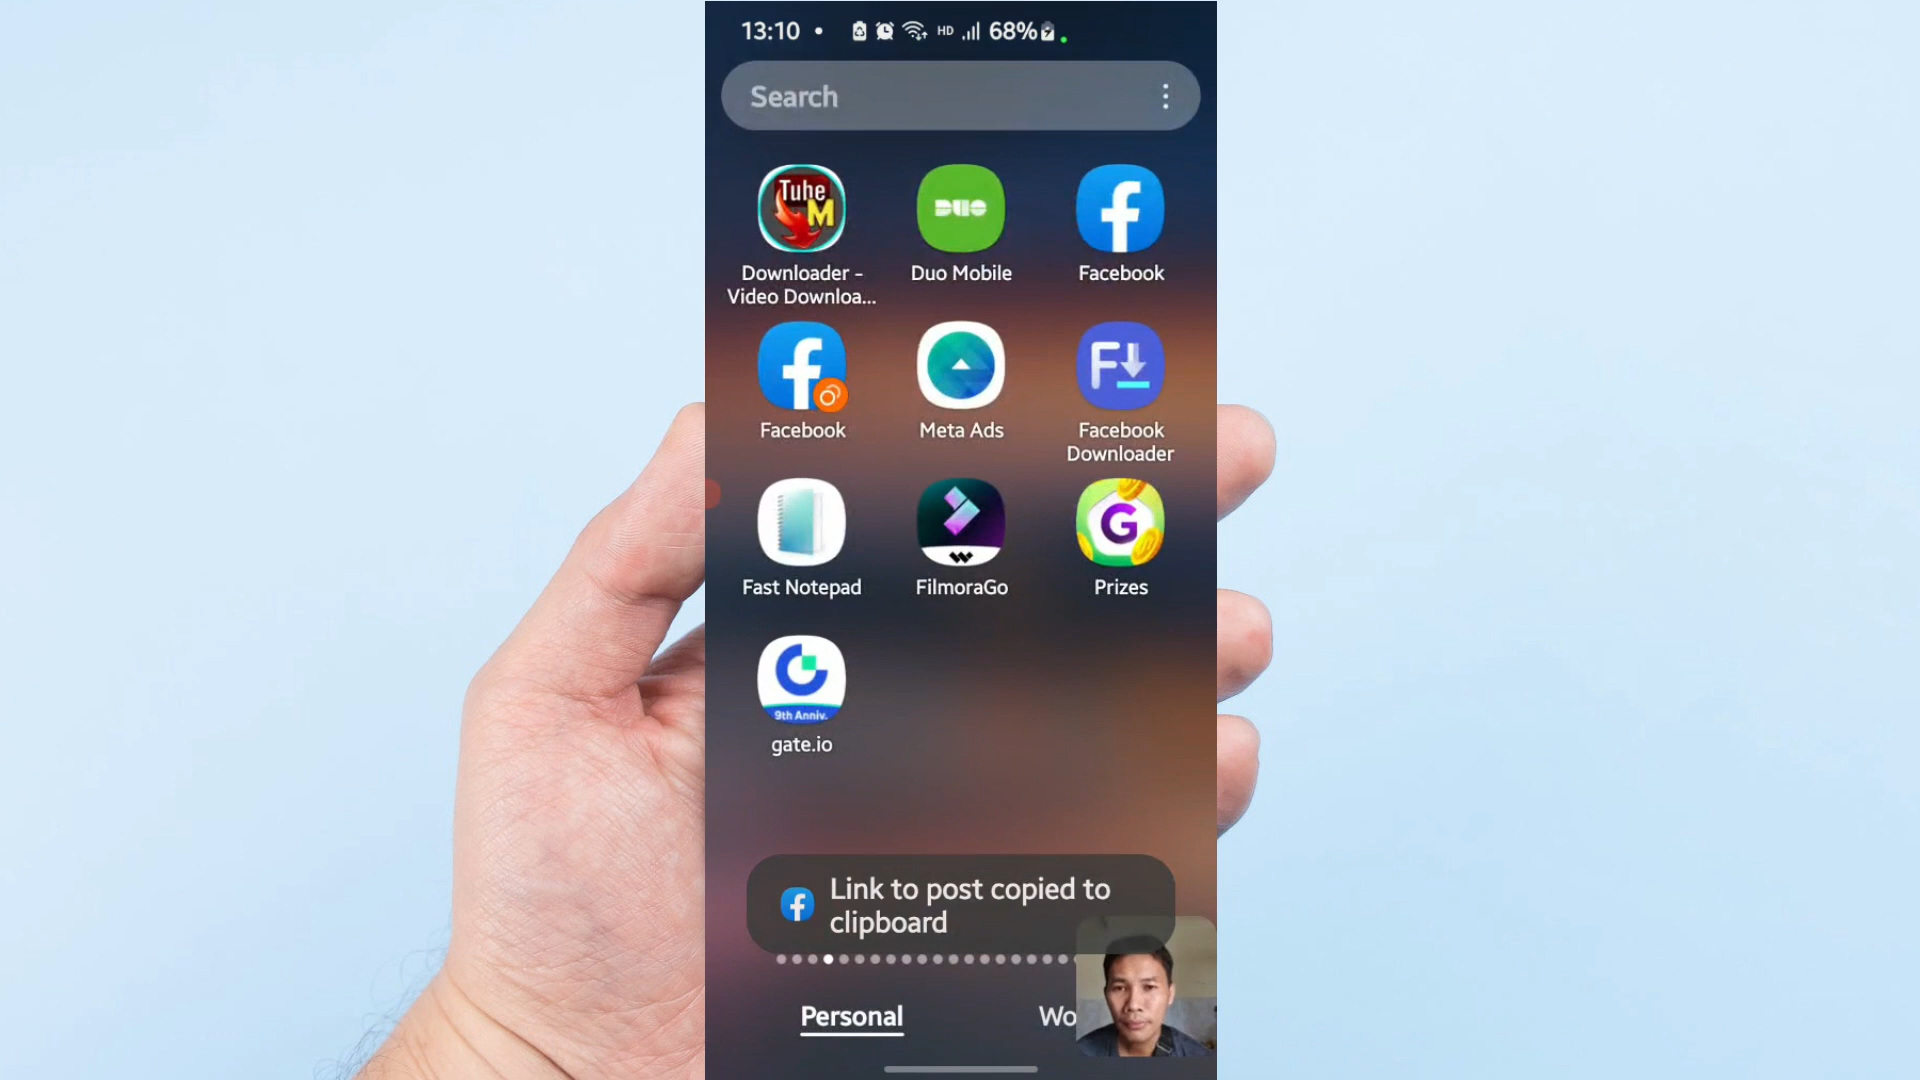 13:10
HD 68%
Search
Tube
M
DUO
Downloader -
Video Downloa...
Duo Mobile
Facebook
Facebook
Meta Ads
Facebook
Downloader
Fast Notepad
FilmoraGo
G
Prizes
9th Anniv.
gate.io
Link to post copied to
clipboard
Personal
Wo